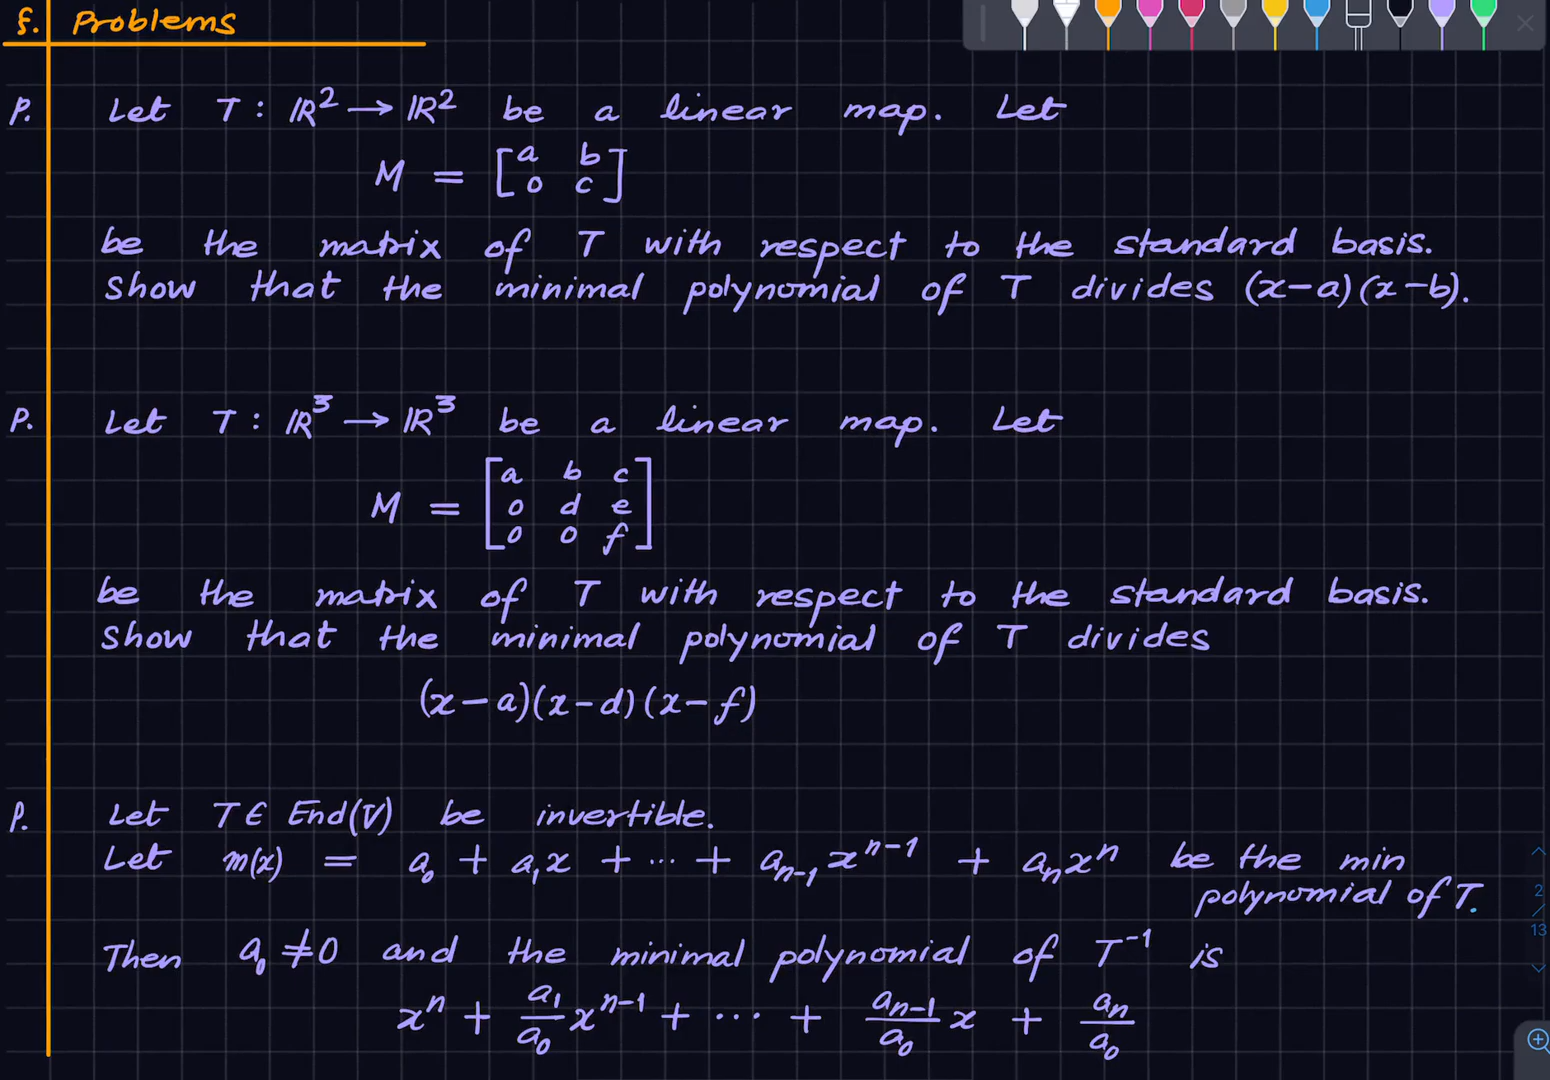 §. Problems
P. Let T : ℝ² → ℝ² be a linear map. Let
M = [a b
0 c]
be the matrix of T with respect to the standard basis.
Show that the minimal polynomial of T divides (x-a)(x-b).
P. Let T : ℝ³ → ℝ³ be a linear map. Let
M = [a b c
0 d e
0 0 f]
be the matrix of T with respect to the standard basis.
Show that the minimal polynomial of T divides
(x-a)(x-d)(x-f)
P. Let T ∈ End(V) be invertible.
Let m(x) = a₀ + a₁x + ... + aₙ₋₁xⁿ⁻¹ + aₙxⁿ be the min
polynomial of T.
Then a₀ ≠ 0 and the minimal polynomial of T⁻¹ is
xⁿ + a₁/a₀ xⁿ⁻¹ + ... + aₙ₋₁/a₀ x + aₙ/a₀
2
/
13